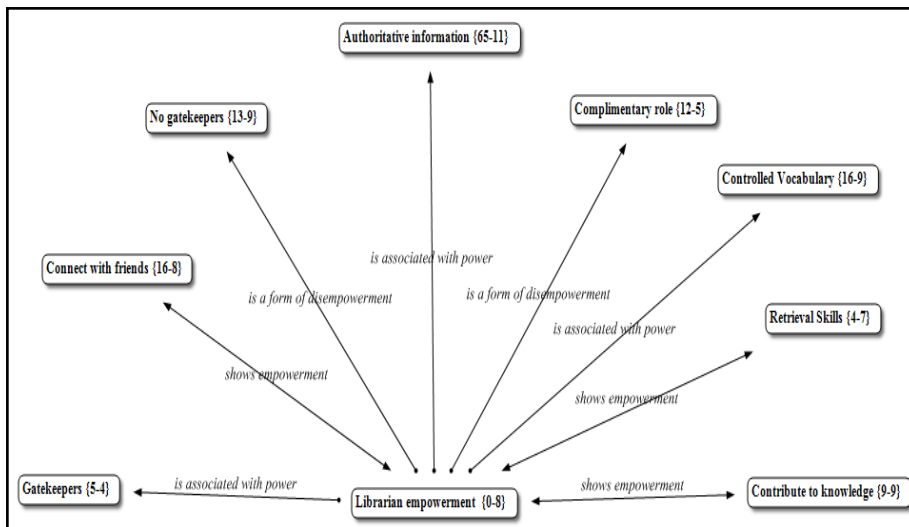 Authoritative information {65-11}
No gatekeepers {13-9}
Complimentary role {12-5}
Controlled Vocabulary {16-9}
is associated with power
Connect with friends {16-8}
is a form of disempowerment
is a form of disempowerment
Retrieval Skills {4-7}
is associated with power
shows empowerment
shows empowerment
Gatekeepers {5-4}
is associated with power
Librarian empowerment {0-8}
shows empowerment
Contribute to knowledge {9-9}